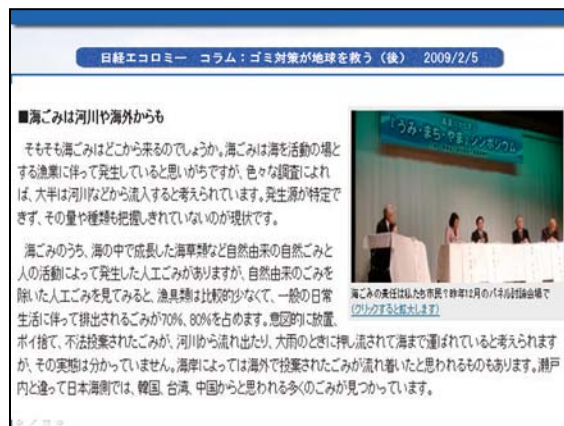 日経エコロミー　コラム：ゴミ対策が地球を救う（後）　2009/2/5
■海ごみは河川や海外からも
そもそも海ごみはどこから来るのでしょうか。海ごみは海を活動の場と
する漁業に伴って発生していると思いがちですが、色々な調査によれ
ば、大半は河川などから流入すると考えられています。発生源が特定で
きず、その量や種類も把握しきれていないのが現状です。
海ごみのうち、海の中で成長した海草類など自然由来の自然ごみと
人の活動によって発生した人工ごみがありますが、自然由来のごみを
除いた人工ごみを見てみると、漁具類は比較的少なくて、一般の日常
生活に伴って排出されるごみが70%、80%を占めます。意図的に放置、
ポイ捨て、不法投棄されたごみが、河川から流れ出たり、大雨のときに押し流されて海まで運ばれていると考えられます
が、その実態は分かっていません。海岸によっては海外で投棄されたごみが流れ着いたと思われるものもあります。瀬戸
内と違って日本海側では、韓国、台湾、中国からと思われる多くのごみが見つかっています。
「うみ・まち・やま」シンポジウム
海ごみの責任は私たち市民？昨年12月のパネル討論会場で
(クリックすると拡大します)